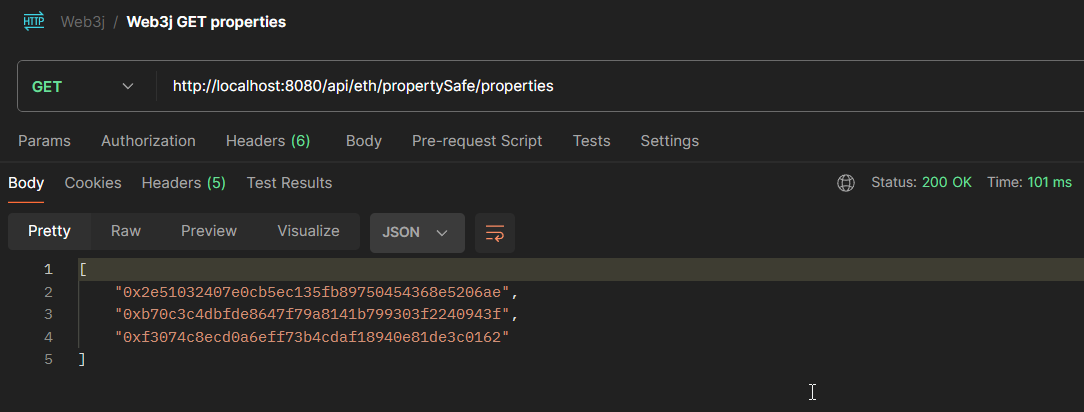 HTTP Web3j / Web3j GET properties
GET http://localhost:8080/api/eth/propertySafe/properties
Params Authorization Headers (6) Body Pre-request Script Tests Settings
Body Cookies Headers (5) Test Results Status: 200 OK Time: 101 ms
Pretty Raw Preview Visualize JSON
1 [
2 "0x2e51032407e0cb5ec135fb89750454368e5206ae",
3 "0xb70c3c4dbfde8647f79a8141b799303f2240943f",
4 "0xf3074c8ecd0a6eff73b4cdaf18940e81de3c0162"
5 ]